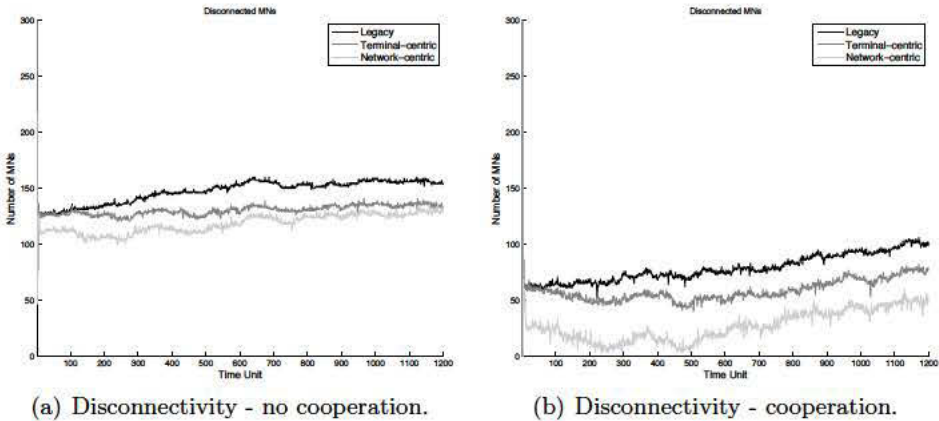 Disconnected MNs
300
250
200
150
100
50
0
Number of MNs
Legacy
Terminal-centric
Network-centric
100 200 300 400 500 600 700 800 900 1000 1100 1200
Time Unit
(a) Disconnectivity - no cooperation.
Disconnected MNs
300
250
200
150
100
50
0
Number of MNs
Legacy
Terminal-centric
Network-centric
100 200 300 400 500 600 700 800 900 1000 1100 1200
Time Unit
(b) Disconnectivity - cooperation.